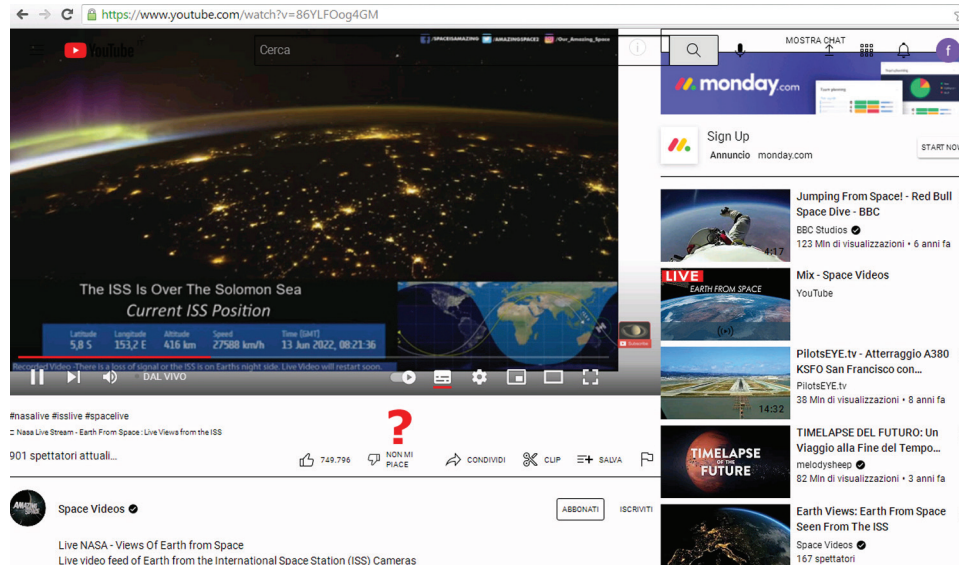 https://www.youtube.com/watch?v=86YLFOog4GM
YouTube
Cerca
/SPACEISAMAZING /AMAZINGSPACE2 /Our_Amazing_Space
MOSTRA CHAT
f
monday.com
Sign Up
Annuncio monday.com
START NOW
The ISS Is Over The Solomon Sea
Current ISS Position
Latitude Longitude Altitude Speed Time (GMT)
5,8 S 153,2 E 416 km 27588 km/h 13 Jun 2022, 08:21:36
Subscribe
Recorded Video -There is a loss of signal or the ISS is on Earths night side. Live Video will restart soon.
DAL VIVO
#nasalive #isslive #spacelive
Nasa Live Stream - Earth From Space : Live Views from the ISS
901 spettatori attuali...
?
749.796
NON MI
PIACE
CONDIVIDI
CLIP
SALVA
AMAZING
SPACE
Space Videos
ABBONATI
ISCRIVITI
Live NASA - Views Of Earth from Space
Live video feed of Earth from the International Space Station (ISS) Cameras
4:17
Jumping From Space! - Red Bull
Space Dive - BBC
BBC Studios
123 Mln di visualizzazioni • 6 anni fa
LIVE
EARTH FROM SPACE
Mix - Space Videos
YouTube
14:32
PilotsEYE.tv - Atterraggio A380
KSFO San Francisco con...
PilotsEYE.tv
38 Mln di visualizzazioni • 8 anni fa
TIMELAPSE
OF THE
FUTURE
TIMELAPSE DEL FUTURO: Un
Viaggio alla Fine del Tempo...
melodysheep
82 Mln di visualizzazioni • 3 anni fa
Earth Views: Earth From Space
Seen From The ISS
Space Videos
167 spettatori